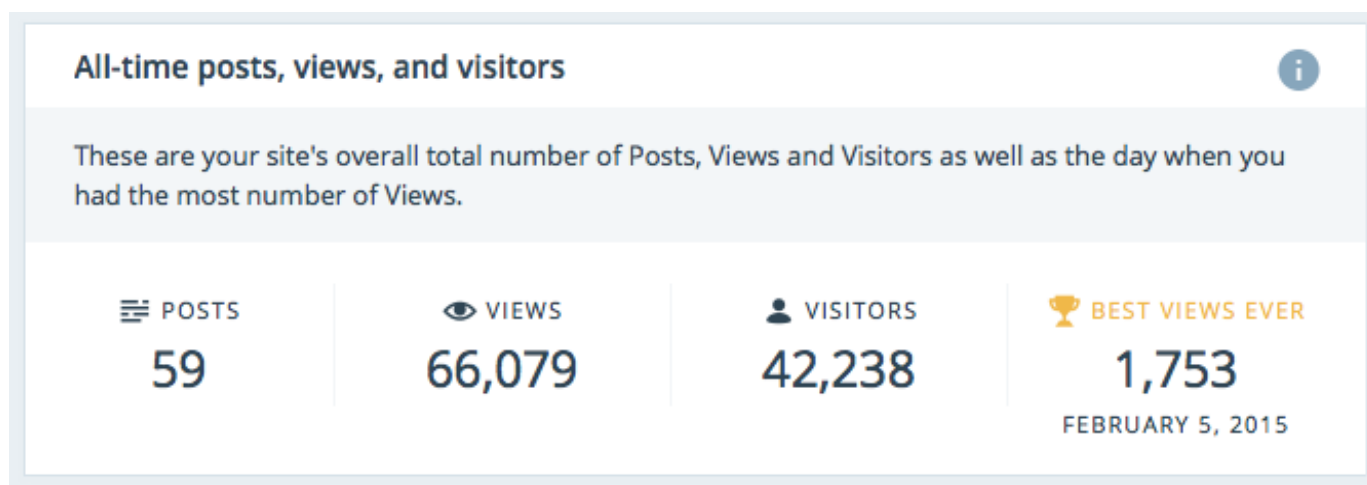 All-time posts, views, and visitors
These are your site's overall total number of Posts, Views and Visitors as well as the day when you
had the most number of Views.
POSTS
59
VIEWS
66,079
VISITORS
42,238
BEST VIEWS EVER
1,753
FEBRUARY 5, 2015